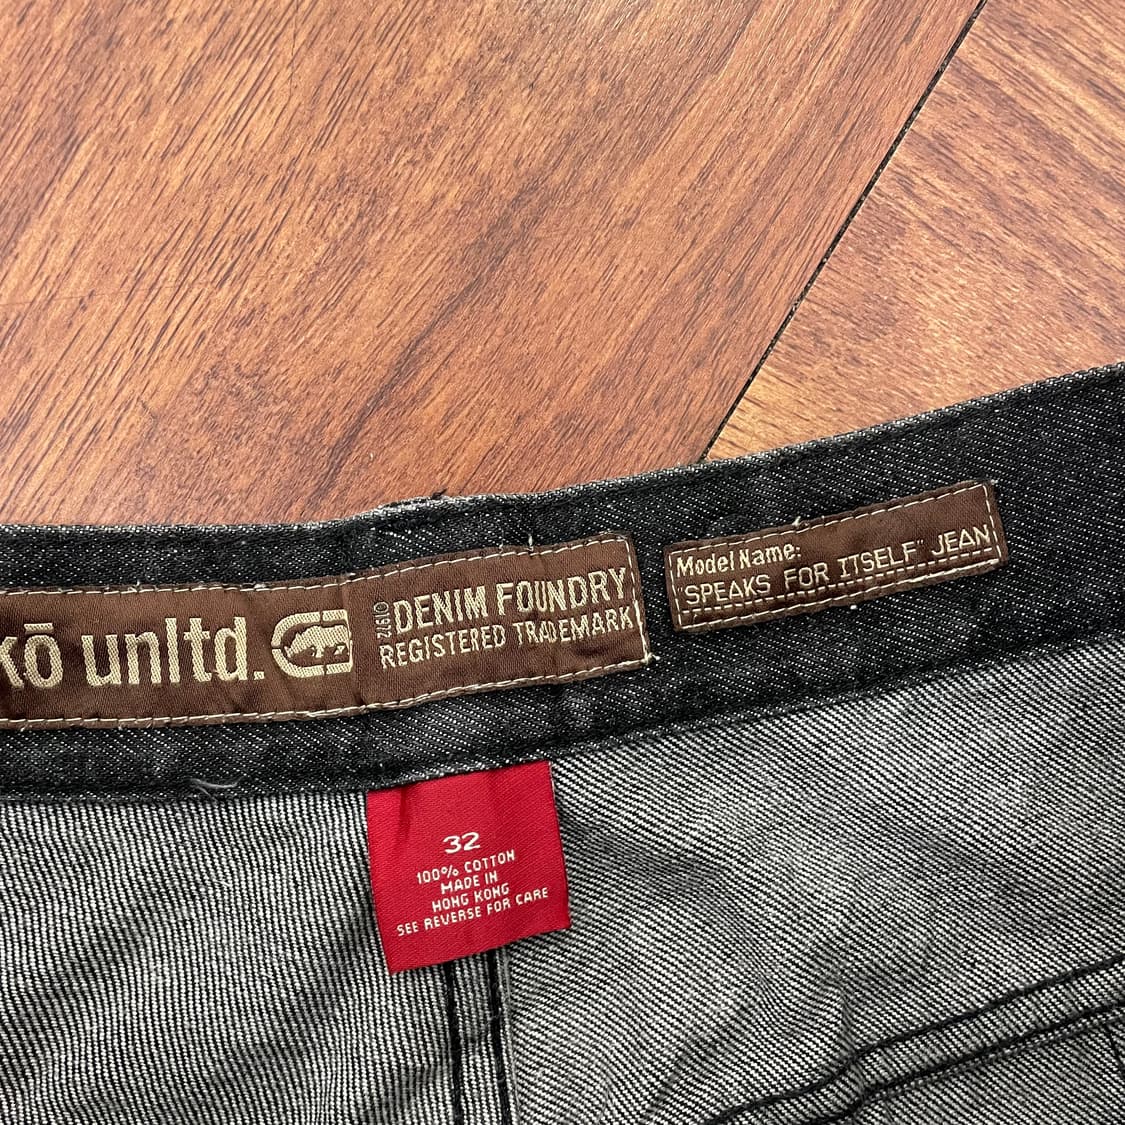 kō unltd.
01972 DENIM FOUNDRY
REGISTERED TRADEMARK
Model Name:
"SPEAKS FOR ITSELF" JEAN
32
100% COTTON
MADE IN
HONG KONG
SEE REVERSE FOR CARE